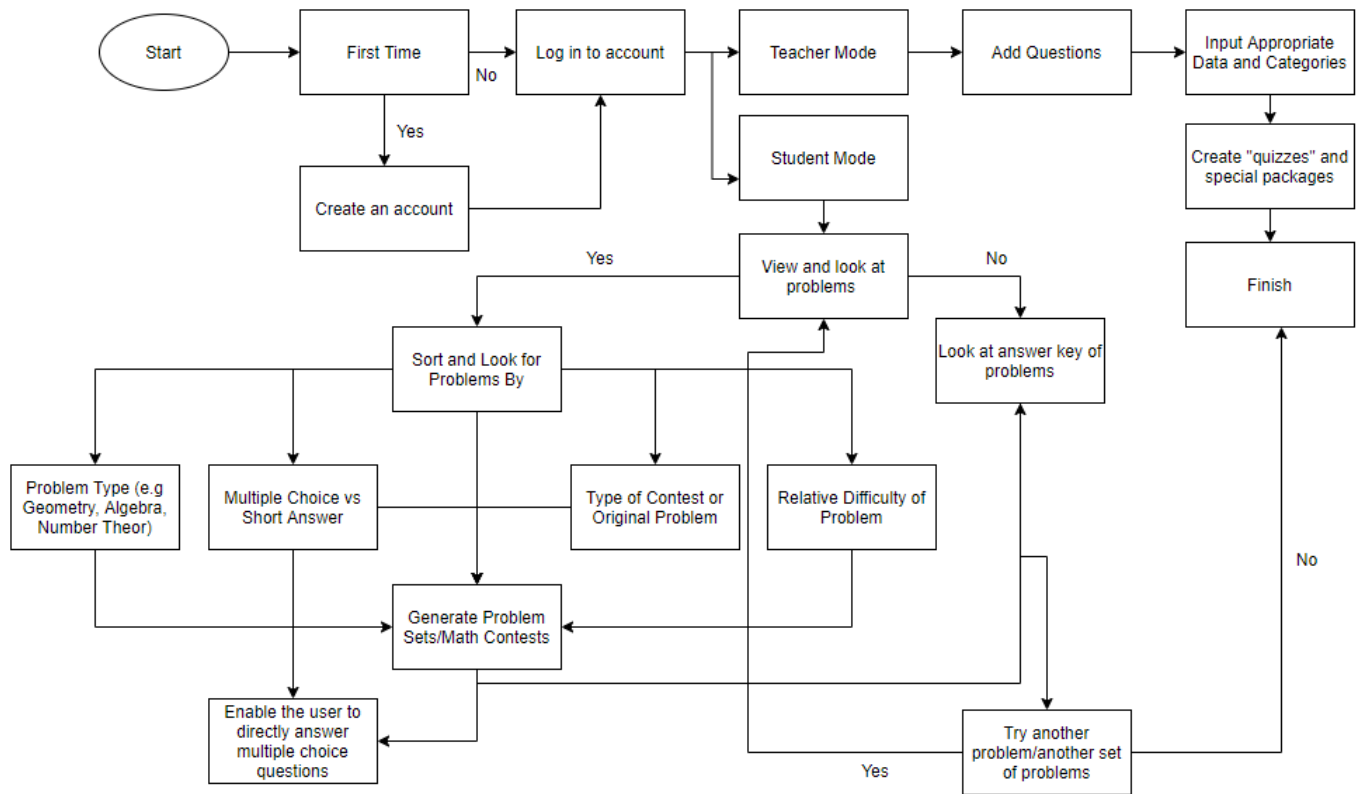 Start
First Time
No
Log in to account
Teacher Mode
Add Questions
Input Appropriate
Data and Categories
Yes
Create an account
Student Mode
Create "quizzes" and
special packages
Yes
View and look at
problems
No
Finish
Sort and Look for
Problems By
Look at answer key of
problems
Problem Type (e.g
Geometry, Algebra,
Number Theor)
Multiple Choice vs
Short Answer
Type of Contest or
Original Problem
Relative Difficulty of
Problem
No
Generate Problem
Sets/Math Contests
Enable the user to
directly answer
multiple choice
questions
Yes
Try another
problem/another set
of problems